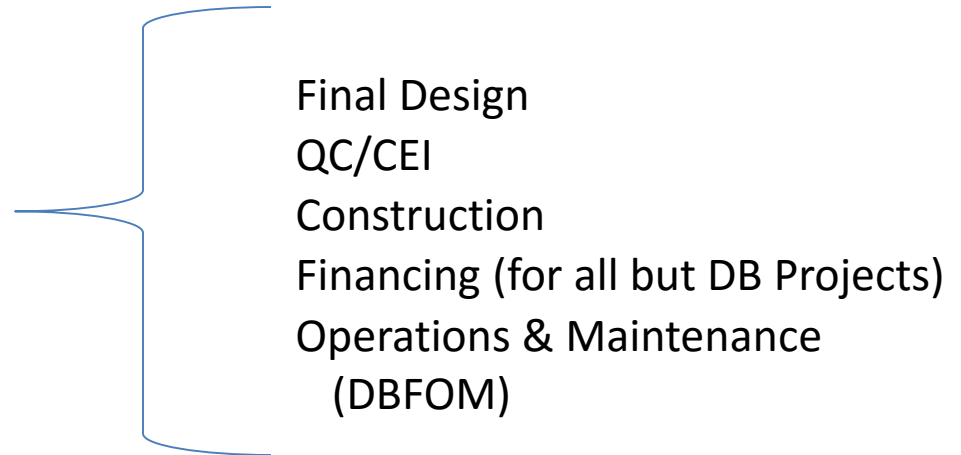 Final Design
QC/CEI
Construction
Financing (for all but DB Projects)
Operations & Maintenance
(DBFOM)